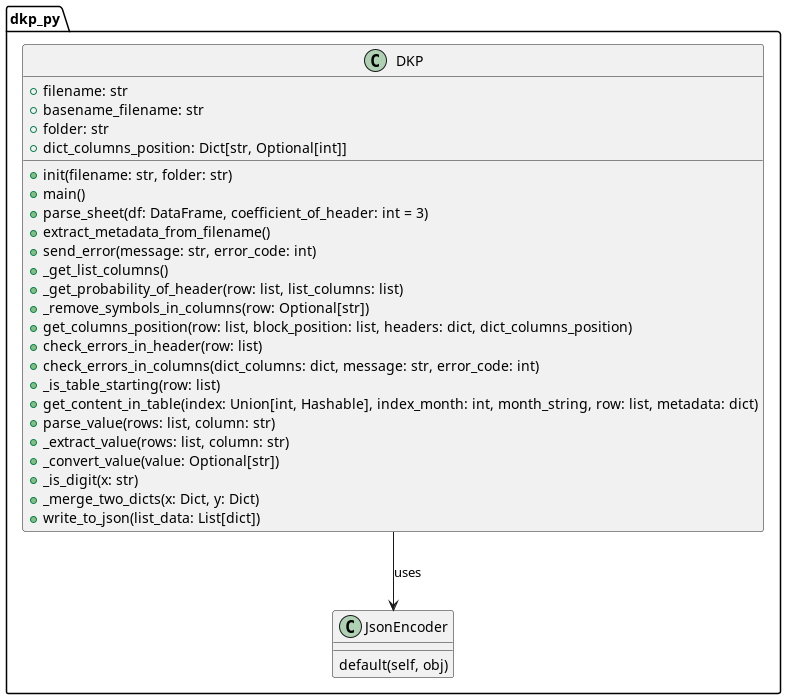 dkp_py
C DKP
filename: str
basename_filename: str
folder: str
dict_columns_position: Dict[str, Optional[int]]
init(filename: str, folder: str)
main()
parse_sheet(df: DataFrame, coefficient_of_header: int = 3)
extract_metadata_from_filename()
send_error(message: str, error_code: int)
_get_list_columns()
_get_probability_of_header(row: list, list_columns: list)
_remove_symbols_in_columns(row: Optional[str])
get_columns_position(row: list, block_position: list, headers: dict, dict_columns_position)
check_errors_in_header(row: list)
check_errors_in_columns(dict_columns: dict, message: str, error_code: int)
_is_table_starting(row: list)
get_content_in_table(index: Union[int, Hashable], index_month: int, month_string, row: list, metadata: dict)
parse_value(rows: list, column: str)
_extract_value(rows: list, column: str)
_convert_value(value: Optional[str])
_is_digit(x: str)
_merge_two_dicts(x: Dict, y: Dict)
write_to_json(list_data: List[dict])
uses
C JsonEncoder
default(self, obj)